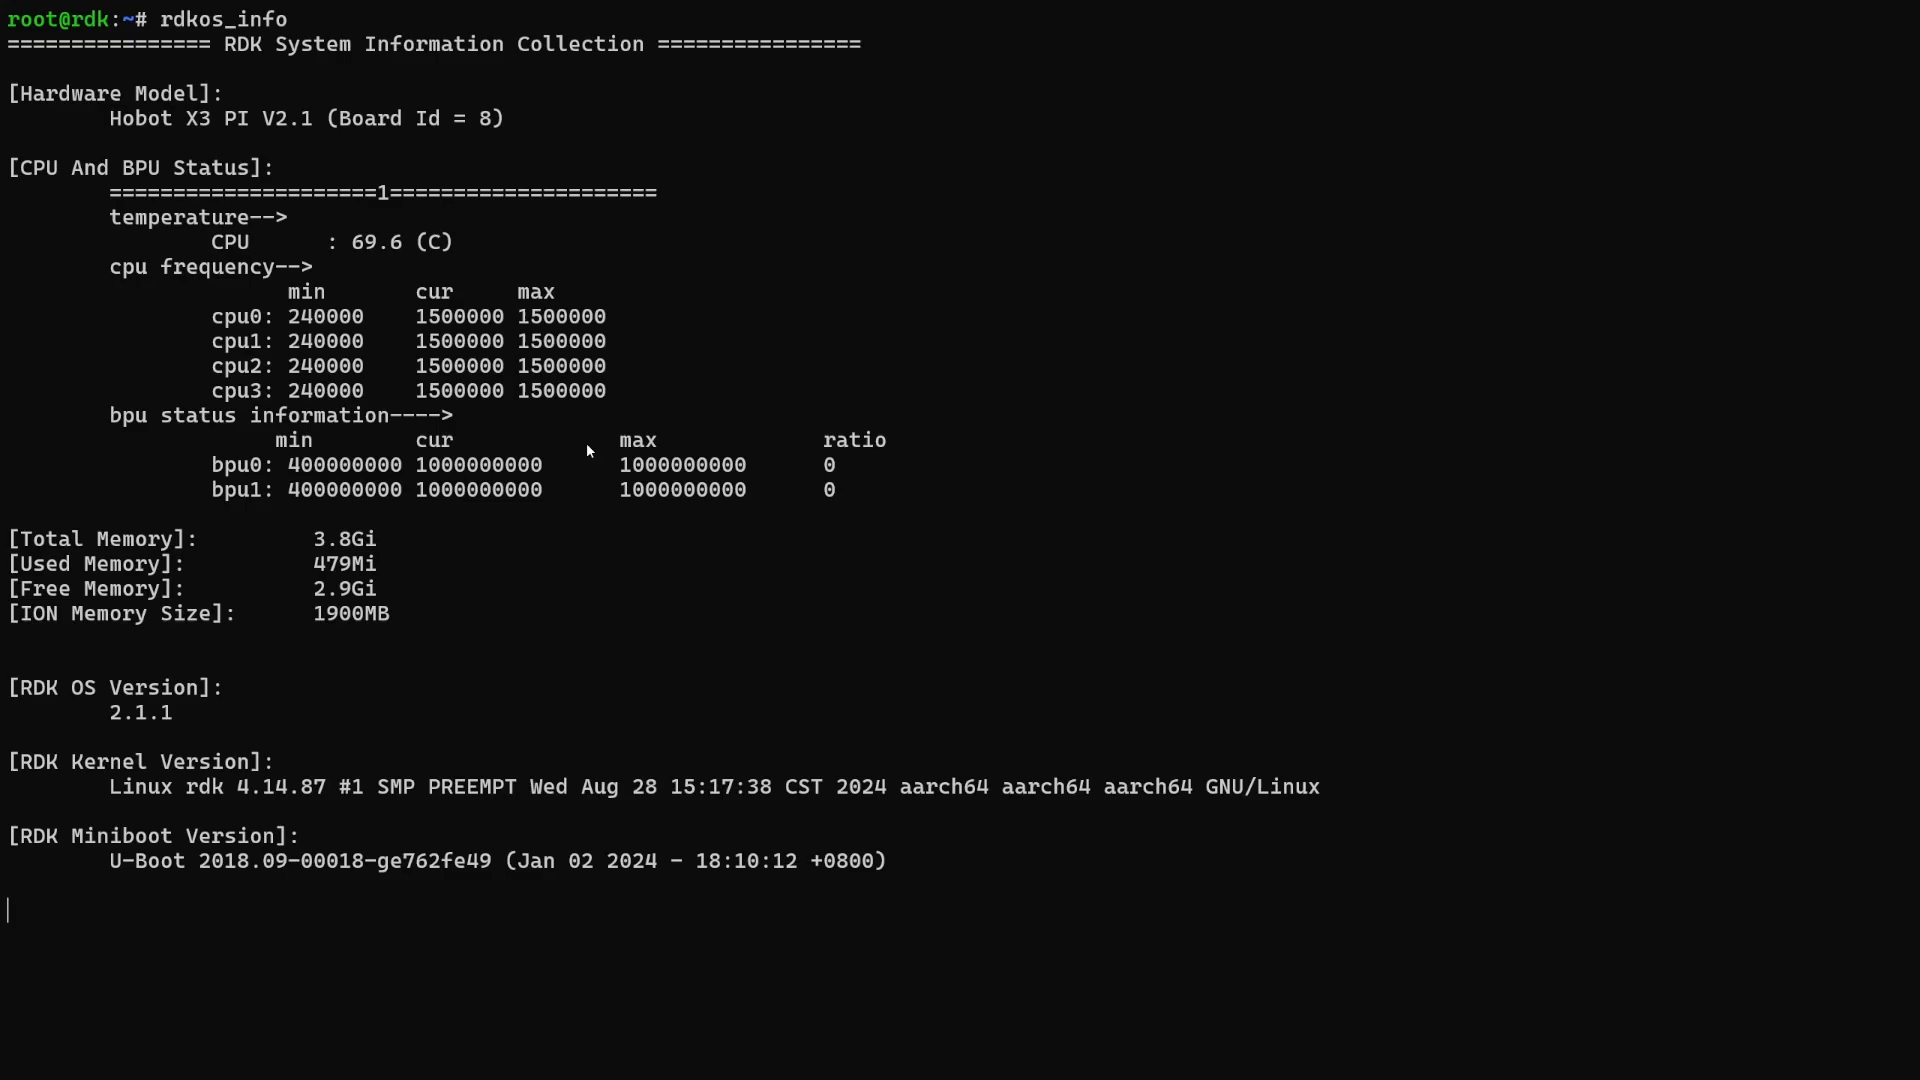 root@rdk:~# rdkos_info
================ RDK System Information Collection ================
[Hardware Model]:
Hobot X3 PI V2.1 (Board Id = 8)
[CPU And BPU Status]:
=====================1=====================
temperature-->
CPU : 69.6 (C)
cpu frequency-->
min cur max
cpu0: 240000 1500000 1500000
cpu1: 240000 1500000 1500000
cpu2: 240000 1500000 1500000
cpu3: 240000 1500000 1500000
bpu status information---->
min cur max ratio
bpu0: 400000000 1000000000 1000000000 0
bpu1: 400000000 1000000000 1000000000 0
[Total Memory]: 3.8Gi
[Used Memory]: 479Mi
[Free Memory]: 2.9Gi
[ION Memory Size]: 1900MB
[RDK OS Version]:
2.1.1
[RDK Kernel Version]:
Linux rdk 4.14.87 #1 SMP PREEMPT Wed Aug 28 15:17:38 CST 2024 aarch64 aarch64 aarch64 GNU/Linux
[RDK Miniboot Version]:
U-Boot 2018.09-00018-ge762fe49 (Jan 02 2024 - 18:10:12 +0800)